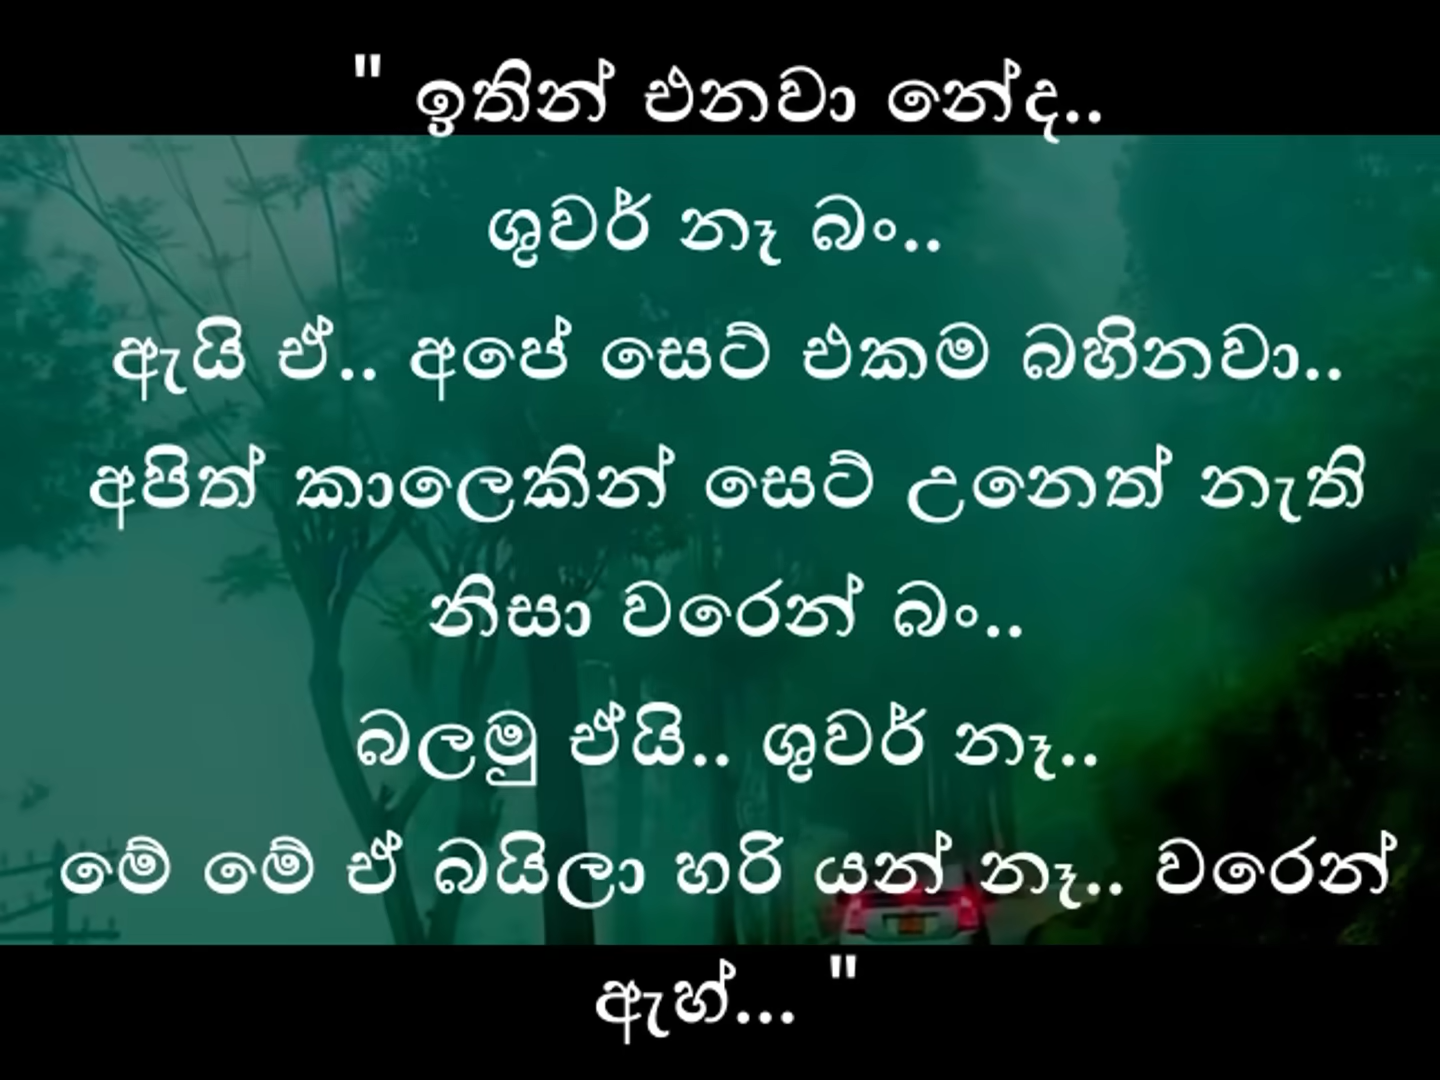 " ඉතින් එනවා නේද..
ශුවර් නෑ බං..
ඇයි ඒ.. අපේ සෙට් එකම බහිනවා..
අපිත් කාලෙකින් සෙට් උනෙත් නැති
නිසා වරෙන් බං..
බලමු ඒයි.. ශුවර් නෑ..
මේ මේ ඒ බයිලා හරි යන් නෑ.. වරෙන්
ඇහ්... "